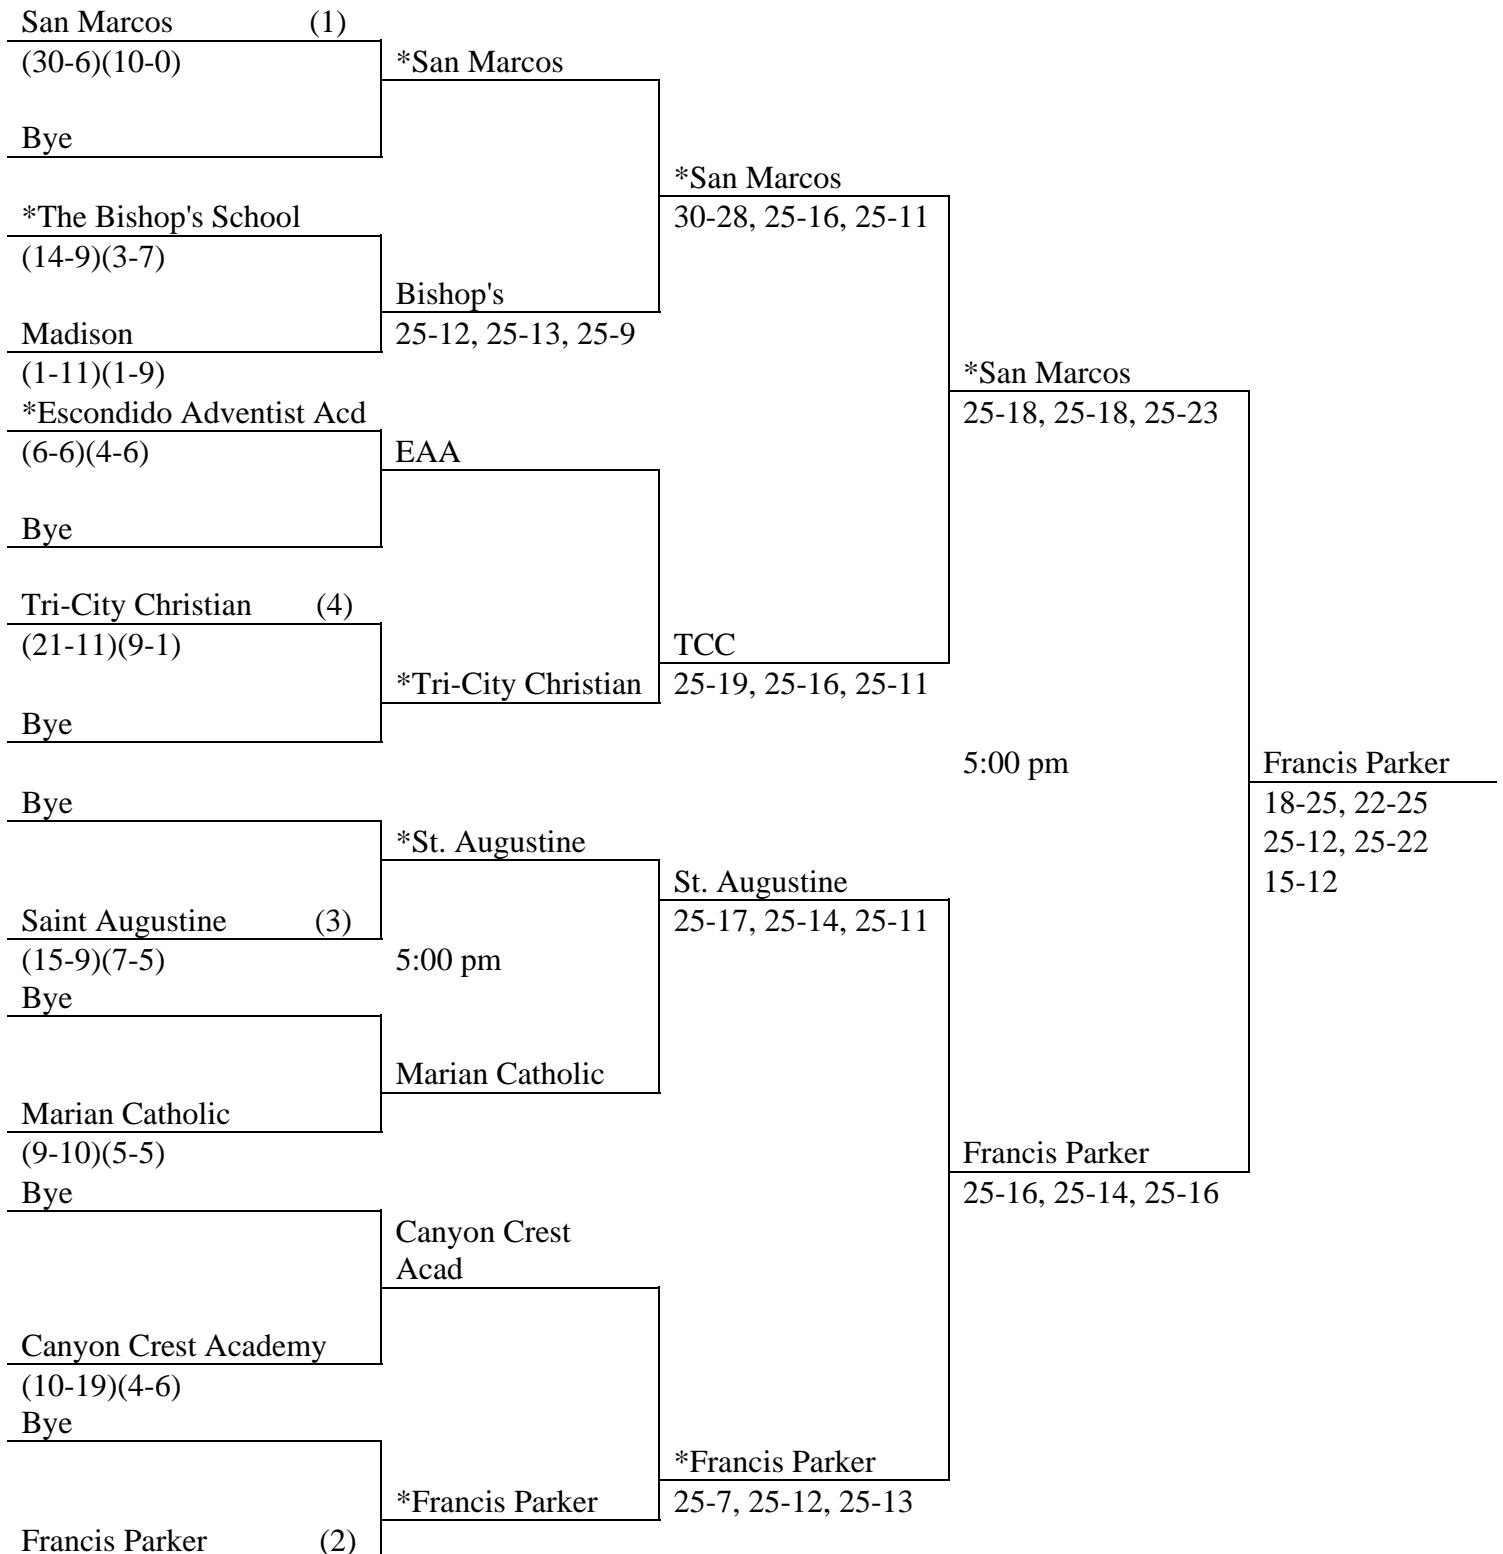 San Marcos (1)
(30-6)(10-0)
Bye
*The Bishop's School
(14-9)(3-7)
Madison
(1-11)(1-9)
*Escondido Adventist Acd
(6-6)(4-6)
Bye
Tri-City Christian (4)
(21-11)(9-1)
Bye
Bye
Saint Augustine (3)
(15-9)(7-5)
Bye
Marian Catholic
(9-10)(5-5)
Bye
Canyon Crest Academy
(10-19)(4-6)
Bye
Francis Parker (2)
*San Marcos
Bishop's
25-12, 25-13, 25-9
EAA
*Tri-City Christian
*St. Augustine
5:00 pm
Marian Catholic
Canyon Crest
Acad
*Francis Parker
*San Marcos
30-28, 25-16, 25-11
TCC
25-19, 25-16, 25-11
St. Augustine
25-17, 25-14, 25-11
*Francis Parker
25-7, 25-12, 25-13
*San Marcos
25-18, 25-18, 25-23
5:00 pm
Francis Parker
25-16, 25-14, 25-16
Francis Parker
18-25, 22-25
25-12, 25-22
15-12